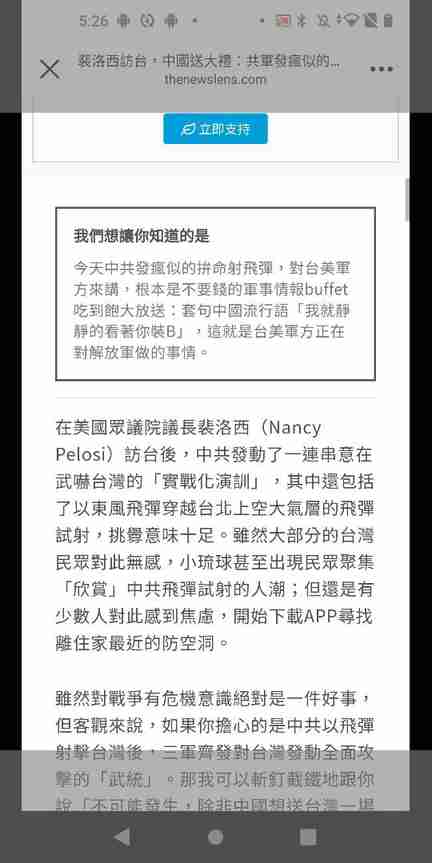 5:26
裴洛西訪台，中國送大禮：共軍發瘋似的...
thenewslens.com
立即支持
我們想讓你知道的是
今天中共發瘋似的拚命射飛彈，對台美軍
方來講，根本是不要錢的軍事情報buffet
吃到飽大放送：套句中國流行語「我就靜
靜的看著你裝B」，這就是台美軍方正在
對解放軍做的事情。
在美國眾議院議長裴洛西（Nancy
Pelosi）訪台後，中共發動了一連串意在
武嚇台灣的「實戰化演訓」，其中還包括
了以東風飛彈穿越台北上空大氣層的飛彈
試射，挑釁意味十足。雖然大部分的台灣
民眾對此無感，小琉球甚至出現民眾聚集
「欣賞」中共飛彈試射的人潮；但還是有
少數人對此感到焦慮，開始下載APP尋找
離住家最近的防空洞。
雖然對戰爭有危機意識絕對是一件好事，
但客觀來說，如果你擔心的是中共以飛彈
射擊台灣後，三軍齊發對台灣發動全面攻
擊的「武統」。那我可以斬釘截鐵地跟你
說「不可能發生，除非中國想送台灣一場